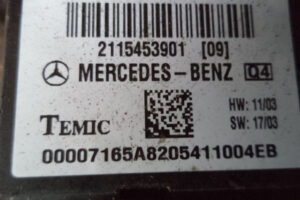 2115453901 [09]
MERCEDES-BENZ Q4
HW: 11/03
TEMIC SW: 17/03
00007165A8205411004EB